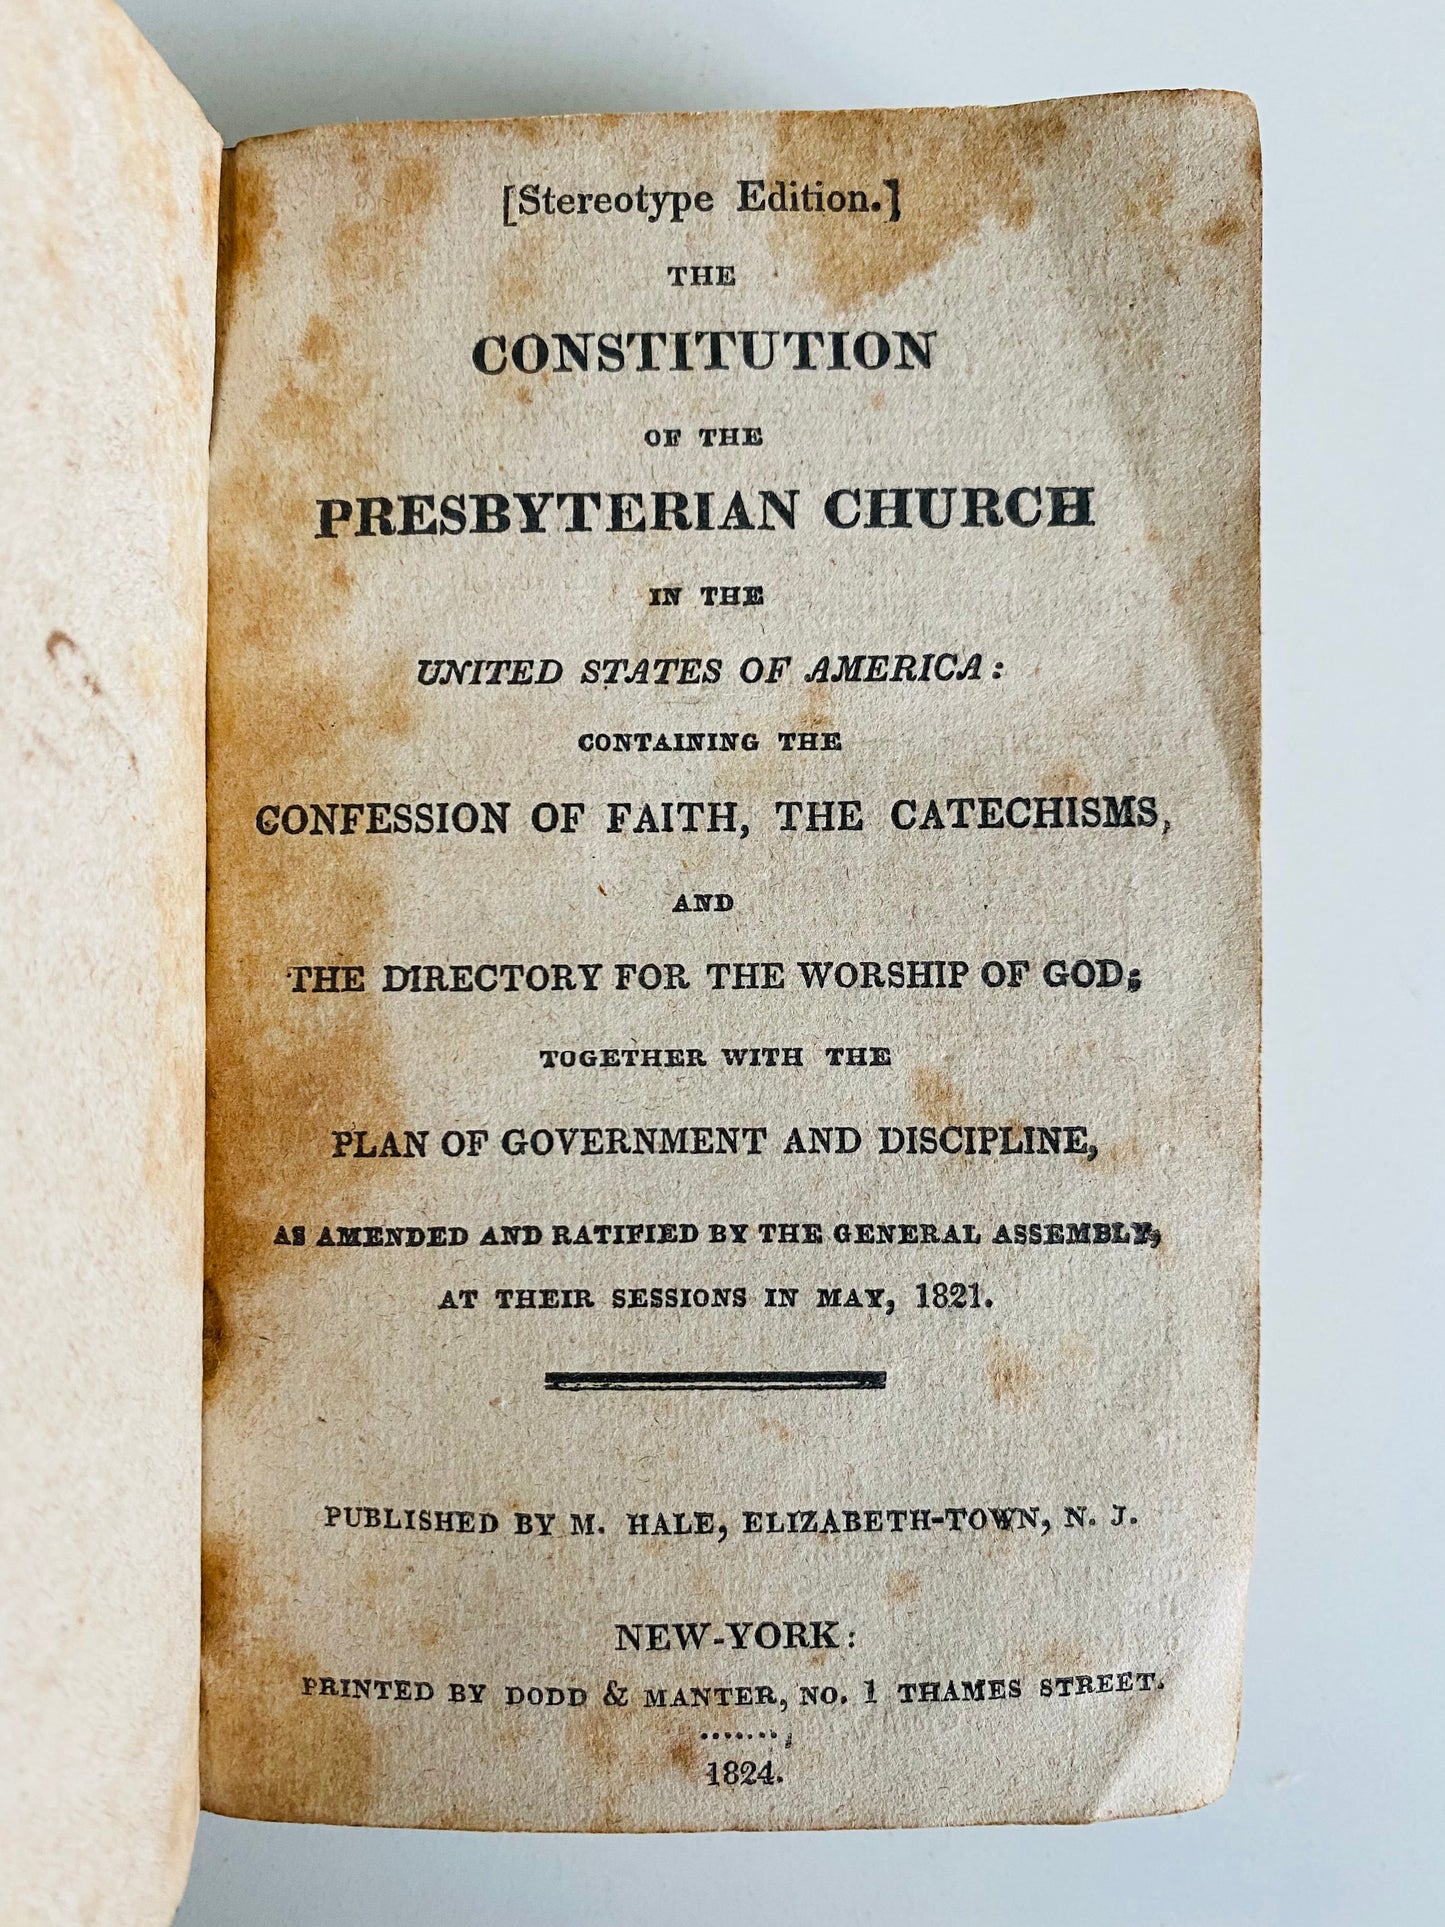 [Stereotype Edition.]
THE
CONSTITUTION
OF THE
PRESBYTERIAN CHURCH
IN THE
UNITED STATES OF AMERICA:
CONTAINING THE
CONFESSION OF FAITH, THE CATECHISMS,
AND
THE DIRECTORY FOR THE WORSHIP OF GOD;
TOGETHER WITH THE
PLAN OF GOVERNMENT AND DISCIPLINE,
AS AMENDED AND RATIFIED BY THE GENERAL ASSEMBLY,
AT THEIR SESSIONS IN MAY, 1821.
PUBLISHED BY M. HALE, ELIZABETH-TOWN, N. J.
NEW-YORK:
PRINTED BY DODD & MANTER, NO. 1 THAMES STREET.
.......
1824.